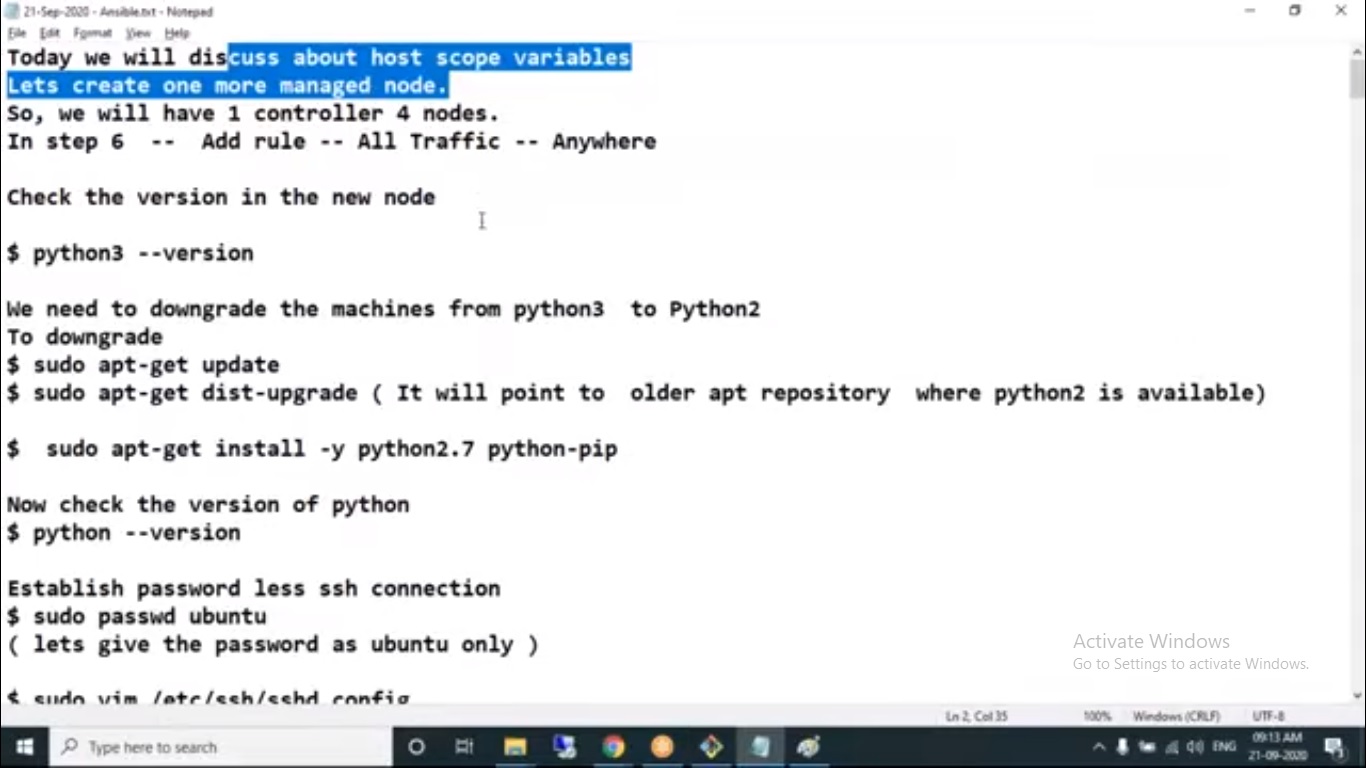 21-Sep-2020 - Ansible.txt - Notepad
File Edit Format View Help
Today we will discuss about host scope variables
Lets create one more managed node.
So, we will have 1 controller 4 nodes.
In step 6 -- Add rule -- All Traffic -- Anywhere
Check the version in the new node
$ python3 --version
We need to downgrade the machines from python3 to Python2
To downgrade
$ sudo apt-get update
$ sudo apt-get dist-upgrade ( It will point to older apt repository where python2 is available)
$ sudo apt-get install -y python2.7 python-pip
Now check the version of python
$ python --version
Establish password less ssh connection
$ sudo passwd ubuntu
( lets give the password as ubuntu only )
$ sudo vim /etc/ssh/sshd_config
Activate Windows
Go to Settings to activate Windows.
Ln 2, Col 35 100% Windows (CRLF) UTF-8
Type here to search
ENG
09:13 AM
21-09-2020